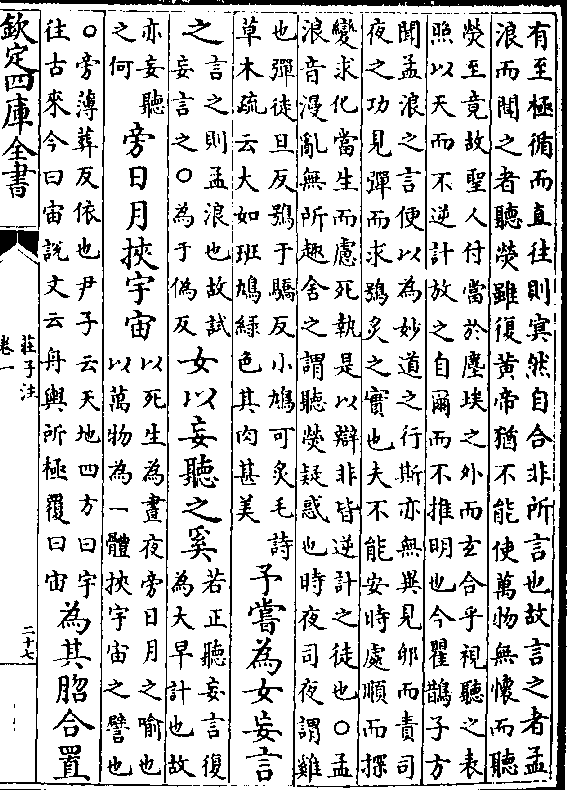 有至極循而直往則冥然自合非所言也故言之者孟
浪而聞之者聽熒雖復黄帝猶不能使萬物無懷而聽
熒至竟故聖人付當於塵埃之外而玄合乎視聽之表
照以天而不逆計放之自爾而不推明也今瞿鵲子方
聞孟浪之言便以為妙道之行斯亦無異見卵而責司
夜之功見彈而求鴞炙之實也夫不能安時處順而探
變求化當生而慮死執是以辯非皆逆計之徒也○孟
浪音漫亂無所趣舍之謂聽熒疑惑也時夜司夜謂雞
也彈徒旦反鴞于驕反小鳩可炙毛詩
草木疏云大如班鳩緑色其肉甚美
予嘗為女妄言
之
言之則孟浪也故試
妄言之○為于偽反
女以妄聽之奚
若正聽妄言復
為大早計也故
亦妄聽
之何
旁日月挾宇宙
以死生為晝夜旁日月之喻也
以萬物為一體挾宇宙之譬也
○旁薄葬反依也尹子云天地四方曰宇
往古來今曰宙說文云舟輿所極覆曰宙
為其脗合置
欽定四庫全書
莊子注
卷一
二十七